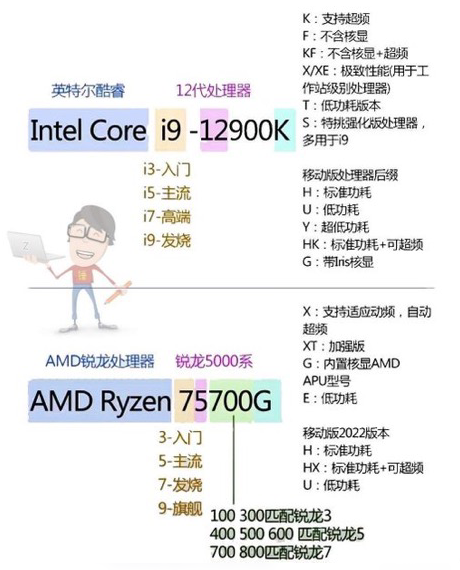 英特尔酷睿 12代处理器
Intel Core i9 -12900K
i3-入门
i5-主流
i7-高端
i9-发烧
K：支持超频
F：不含核显
KF：不含核显+超频
X/XE：极致性能(用于工
作站级别处理器)
T：低功耗版本
S：特挑强化版处理器，
多用于i9
移动版处理器后缀
H：标准功耗
U：低功耗
Y：超低功耗
HK：标准功耗+可超频
G：带Iris核显
Z
锋
AMD锐龙处理器 锐龙5000系
AMD Ryzen 75700G
3-入门
5-主流
7-发烧
9-旗舰
100 300匹配锐龙3
400 500 600 匹配锐龙5
700 800匹配锐龙7
X：支持适应动频，自动
超频
XT：加强版
G：内置核显AMD
APU型号
E：低功耗
移动版2022版本
H：标准功耗
HX：标准功耗+可超频
U：低功耗